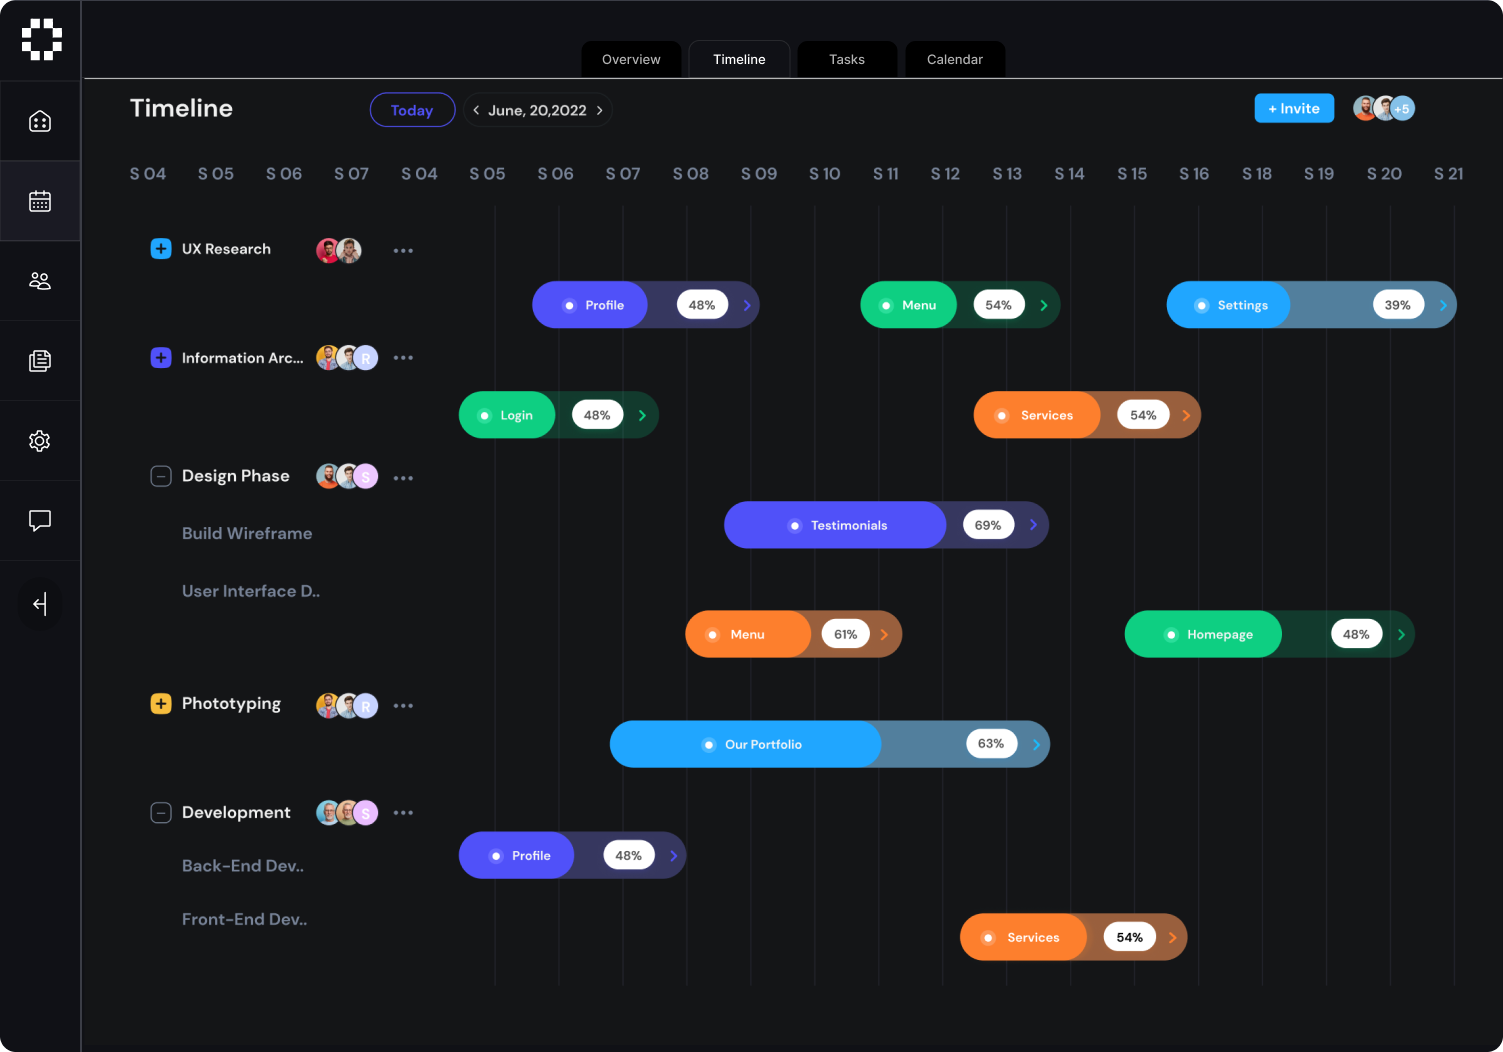 Overview
Timeline
Tasks
Calendar
Timeline
Today
June, 20,2022
+ Invite
+5
S 04 S 05 S 06 S 07 S 04 S 05 S 06 S 07 S 08 S 09 S 10 S 11 S 12 S 13 S 14 S 15 S 16 S 18 S 19 S 20 S 21
UX Research
Profile 48%
Menu 54%
Settings 39%
Information Arc...
R
Login 48%
Services 54%
Design Phase
S
Testimonials 69%
Build Wireframe
User Interface D..
Menu 61%
Homepage 48%
Phototyping
R
Our Portfolio 63%
Development
S
Profile 48%
Back-End Dev..
Front-End Dev..
Services 54%